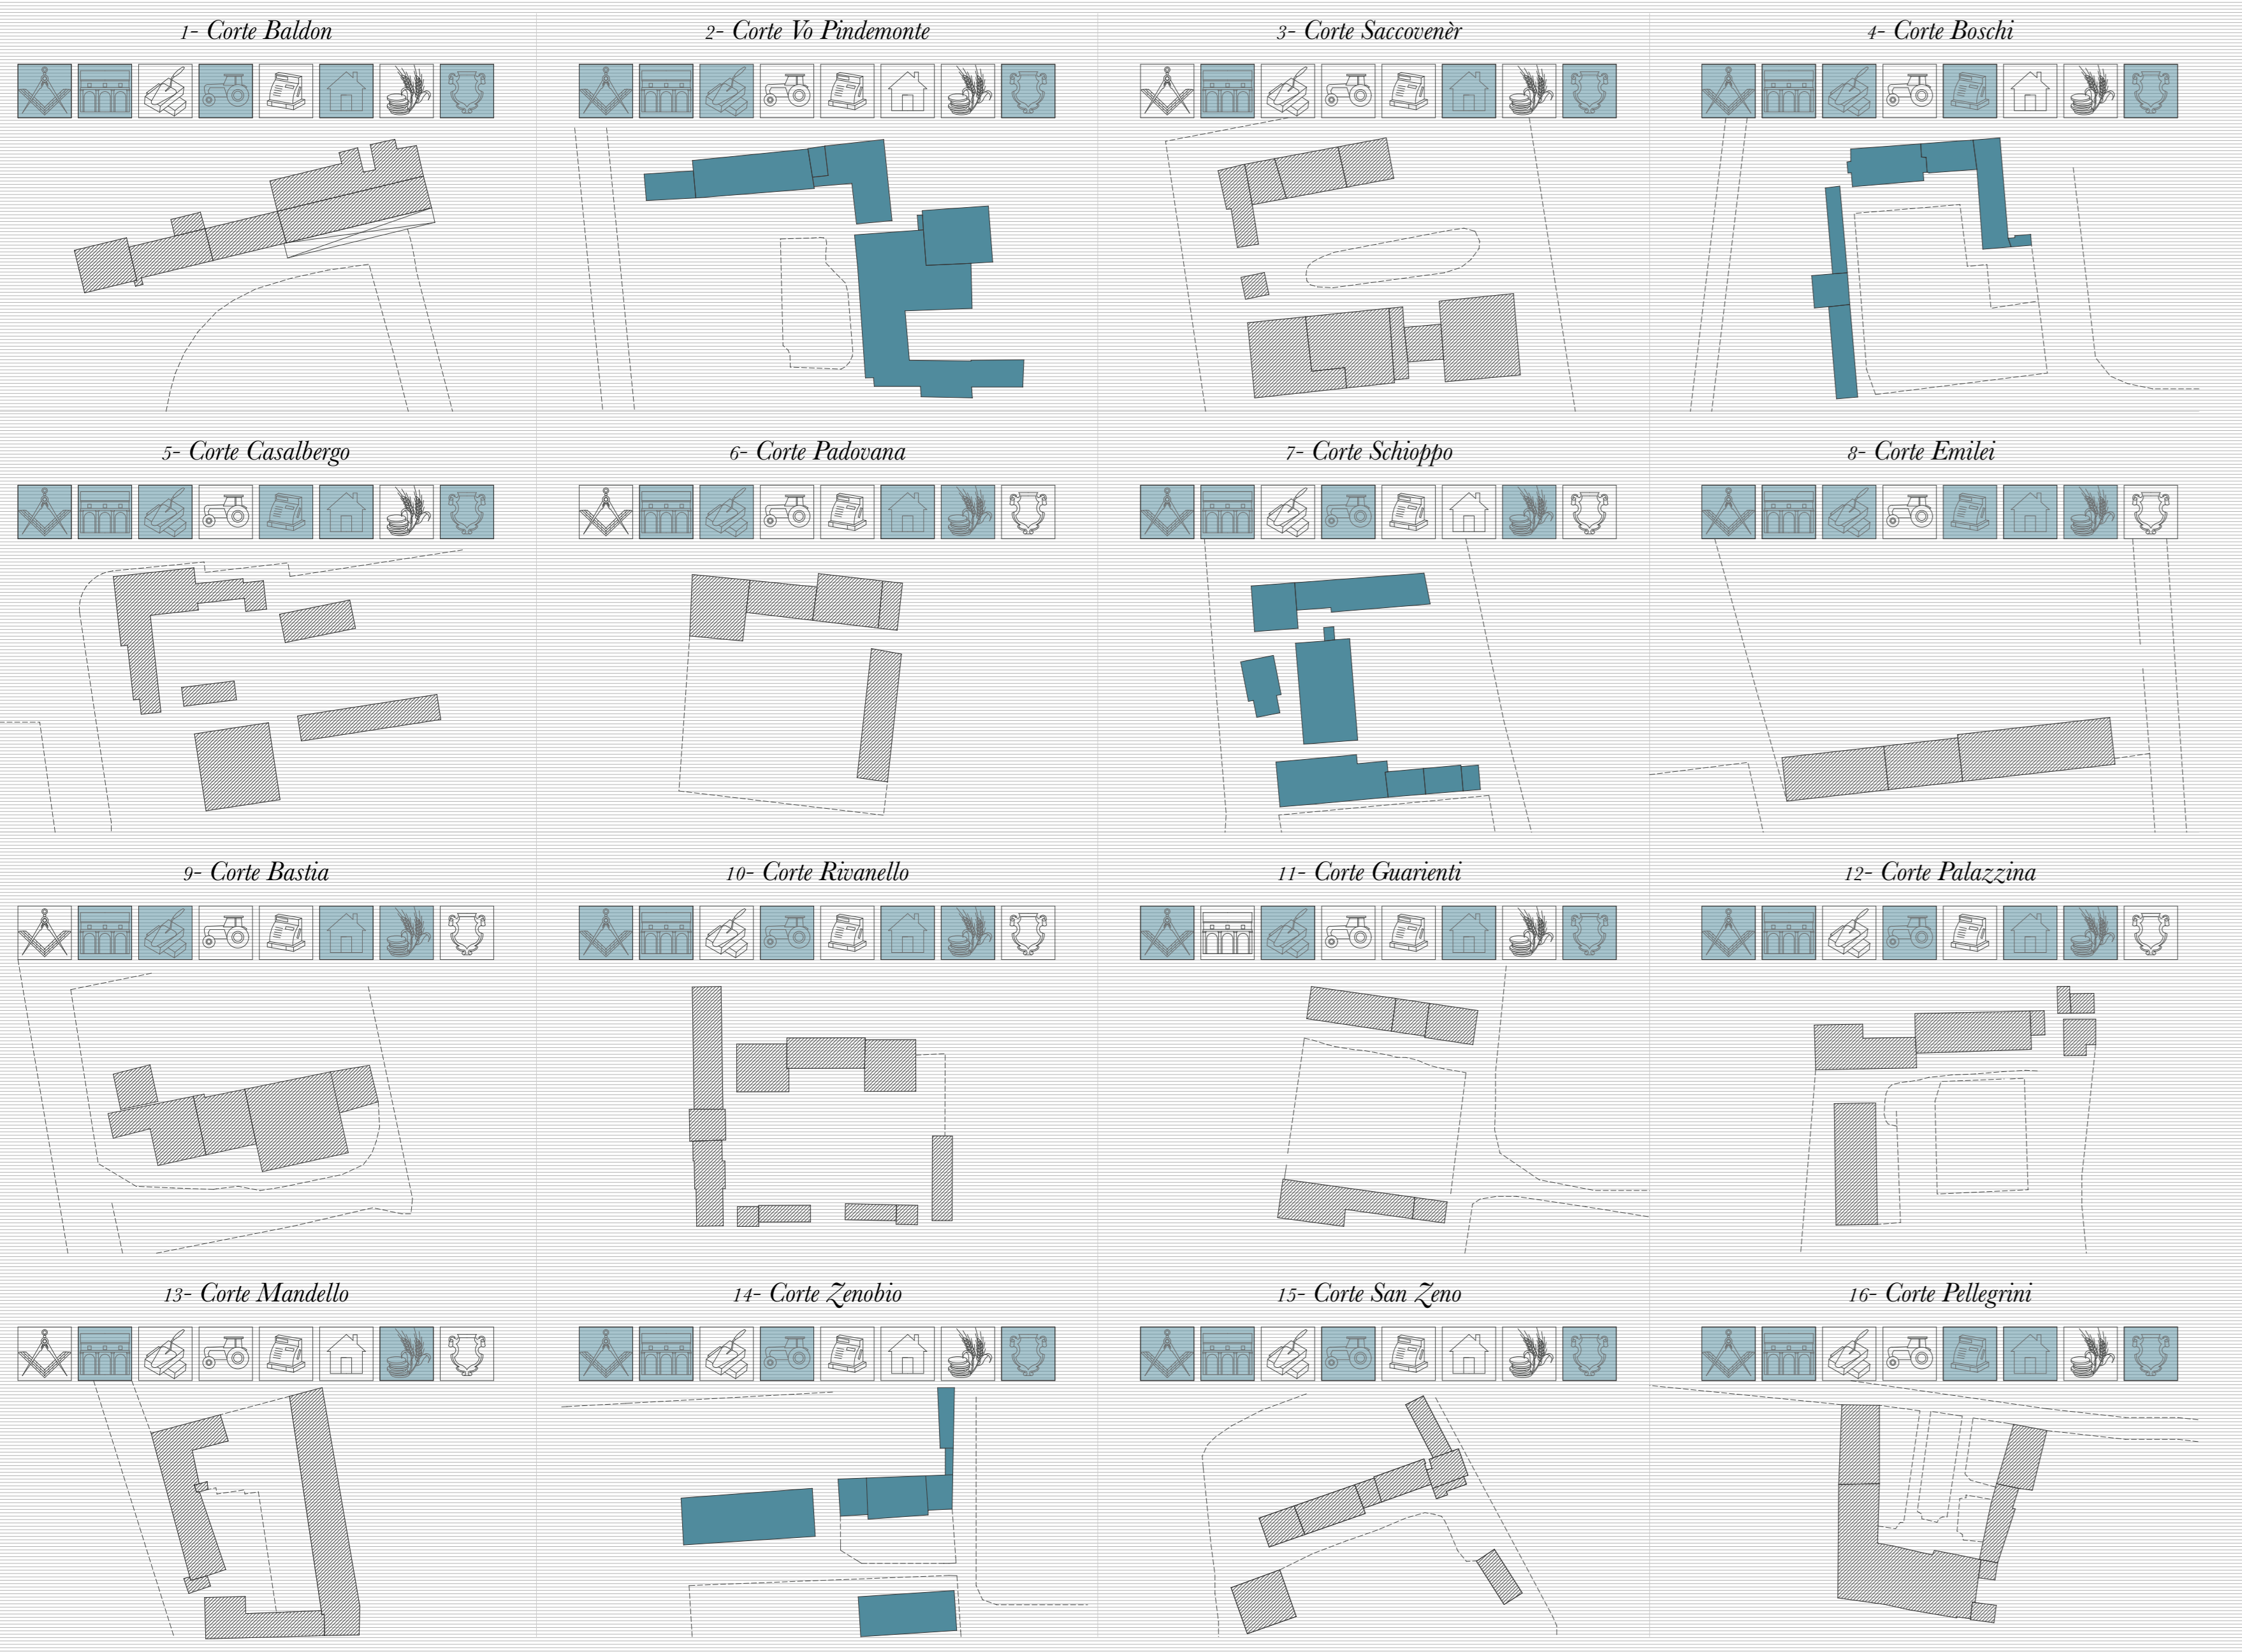 1- Corte Baldon
2- Corte Vo Pindemonte
3- Corte Saccovenèr
4- Corte Boschi
5- Corte Casalbergo
6- Corte Padovana
7- Corte Schioppo
8- Corte Emilei
9- Corte Bastia
10- Corte Rivanello
11- Corte Guarienti
12- Corte Palazzina
13- Corte Mandello
14- Corte Zenobio
15- Corte San Zeno
16- Corte Pellegrini